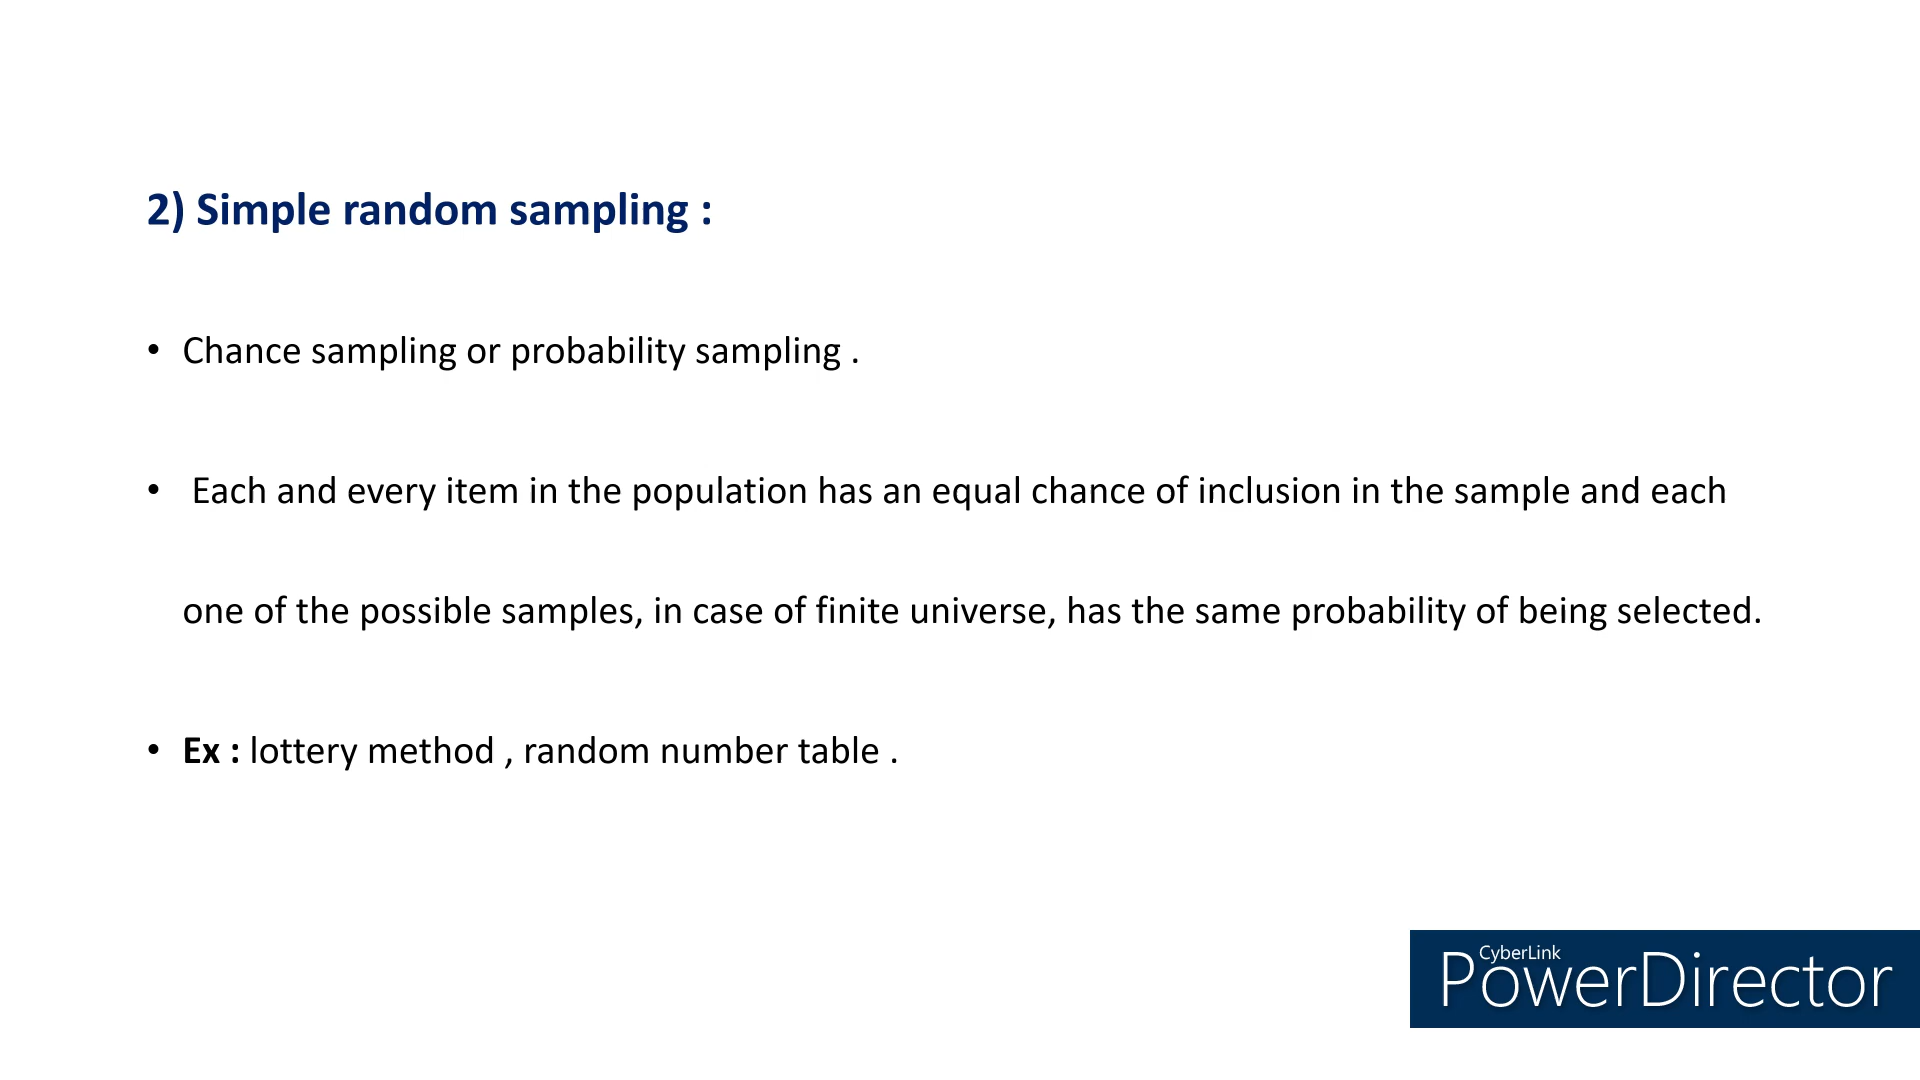 2) Simple random sampling :
• Chance sampling or probability sampling .
• Each and every item in the population has an equal chance of inclusion in the sample and each
one of the possible samples, in case of finite universe, has the same probability of being selected.
• Ex : lottery method , random number table .
CyberLink
PowerDirector